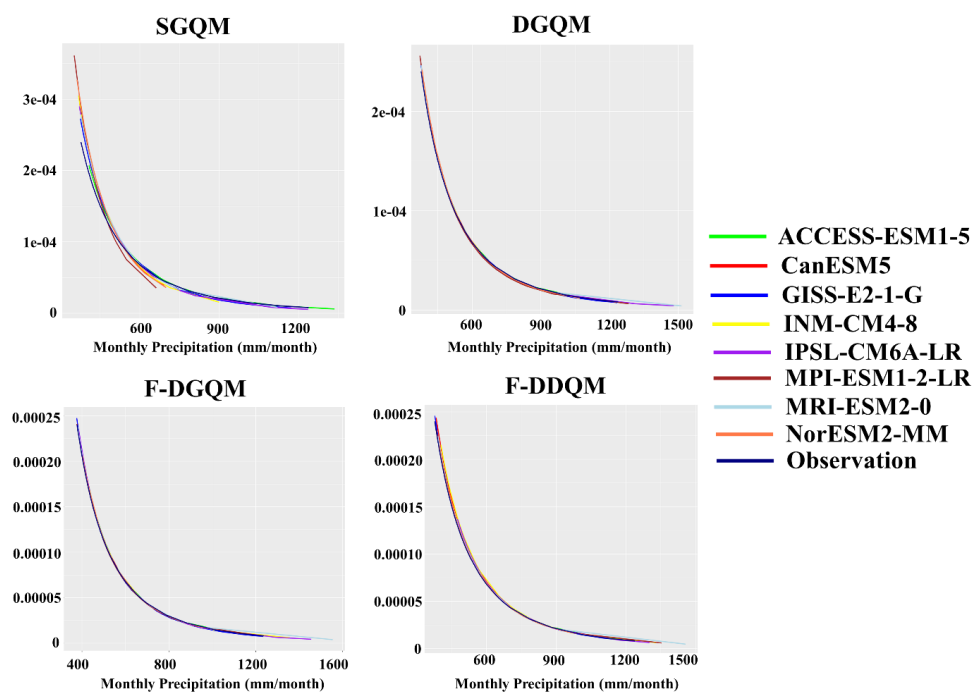 SGQM
3e-04
2e-04
1e-04
600
900
1200
Monthly Precipitation (mm/month)
DGQM
2e-04
1e-04
0
600
900
1200
1500
Monthly Precipitation (mm/month)
ACCESS-ESM1-5
CanESM5
GISS-E2-1-G
INM-CM4-8
IPSL-CM6A-LR
MPI-ESM1-2-LR
MRI-ESM2-0
NorESM2-MM
Observation
F-DGQM
0.00025
0.00020
0.00015
0.00010
0.00005
0
400
600
800
1200
1600
Monthly Precipitation (mm/month)
F-DDQM
0.00025
0.00020
0.00015
0.00010
0.00005
0
600
900
1200
1500
Monthly Precipitation (mm/month)